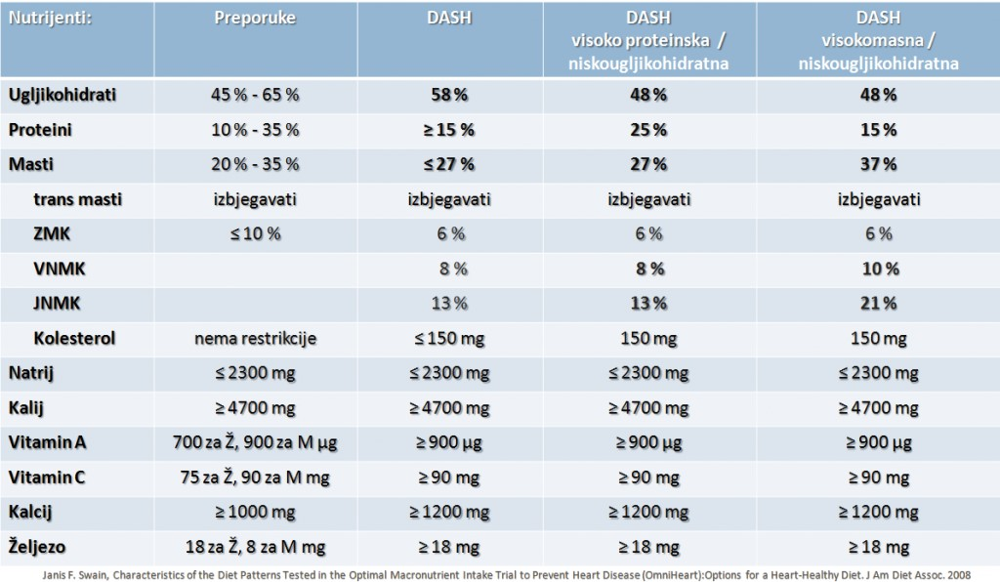 Nutrijenti: Preporuke DASH DASH visoko proteinska / niskougljikohidratna DASH visokomasna / niskougljikohidratna
Ugljikohidrati 45 % - 65 % 58 % 48 % 48 %
Proteini 10 % - 35 % ≥ 15 % 25 % 15 %
Masti 20 % - 35 % ≤ 27 % 27 % 37 %
trans masti izbjegavati izbjegavati izbjegavati izbjegavati
ZMK ≤ 10 % 6 % 6 % 6 %
VNMK 8 % 8 % 10 %
JNMK 13 % 13 % 21 %
Kolesterol nema restrikcije ≤ 150 mg 150 mg 150 mg
Natrij ≤ 2300 mg ≤ 2300 mg ≤ 2300 mg ≤ 2300 mg
Kalij ≥ 4700 mg ≥ 4700 mg ≥ 4700 mg ≥ 4700 mg
Vitamin A 700 za Ž, 900 za M µg ≥ 900 µg ≥ 900 µg ≥ 900 µg
Vitamin C 75 za Ž, 90 za M mg ≥ 90 mg ≥ 90 mg ≥ 90 mg
Kalcij ≥ 1000 mg ≥ 1200 mg ≥ 1200 mg ≥ 1200 mg
Željezo 18 za Ž, 8 za M mg ≥ 18 mg ≥ 18 mg ≥ 18 mg
Janis F. Swain, Characteristics of the Diet Patterns Tested in the Optimal Macronutrient Intake Trial to Prevent Heart Disease (OmniHeart):Options for a Heart-Healthy Diet. J Am Diet Assoc. 2008